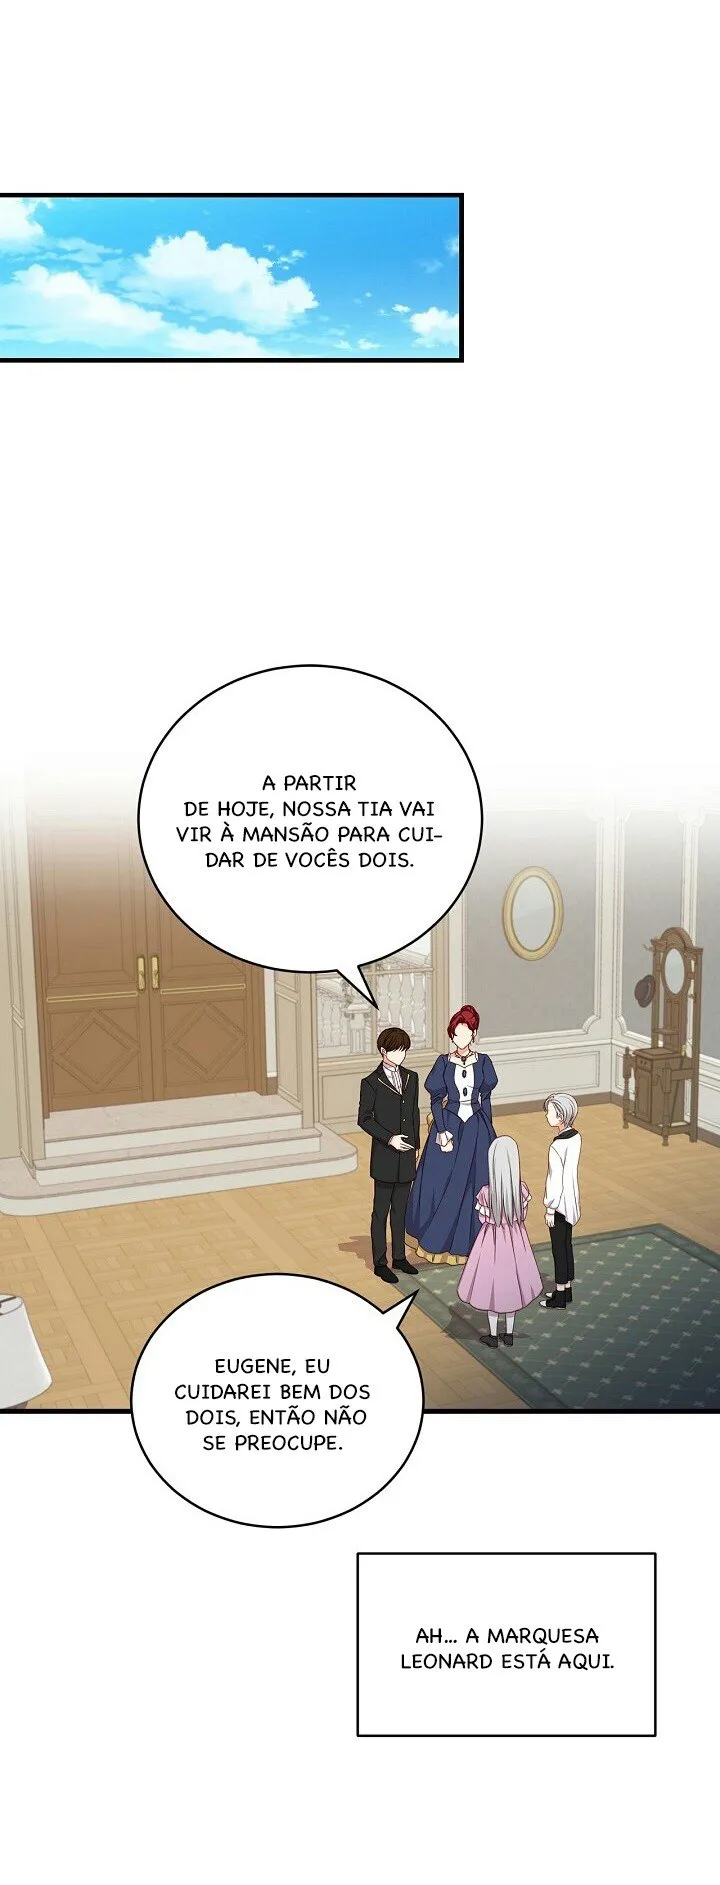 A PARTIR
DE HOJE, NOSSA TIA VAI
VIR À MANSÃO PARA CUI-
DAR DE VOCÊS DOIS.
EUGENE, EU
CUIDAREI BEM DOS
DOIS, ENTÃO NÃO
SE PREOCUPE.
AH... A MARQUESA
LEONARD ESTÁ AQUI.